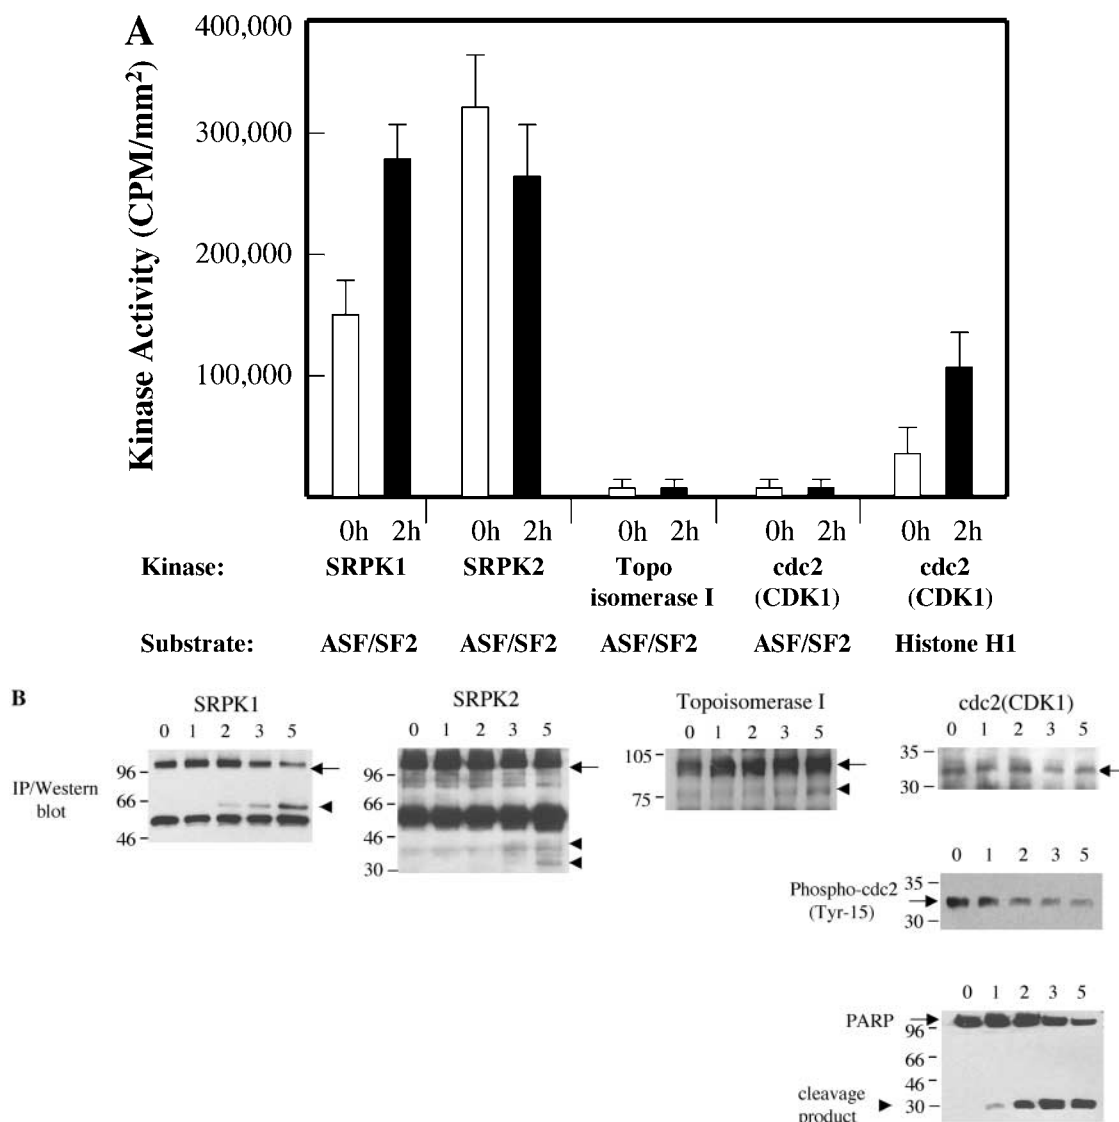 A
Kinase Activity (CPM/mm²)
400,000
300,000
200,000
100,000
0h 2h 0h 2h 0h 2h 0h 2h 0h 2h
Kinase: SRPK1 SRPK2 Topo isomerase I cdc2 (CDK1) cdc2 (CDK1)
Substrate: ASF/SF2 ASF/SF2 ASF/SF2 ASF/SF2 Histone H1
B
IP/Western blot
SRPK1
0 1 2 3 5
96
66
46
SRPK2
0 1 2 3 5
96
66
46
30
Topoisomerase I
0 1 2 3 5
105
75
cdc2(CDK1)
0 1 2 3 5
35
30
0 1 2 3 5
Phospho-cdc2
(Tyr-15)
35
30
0 1 2 3 5
PARP
96
66
46
30
cleavage
product